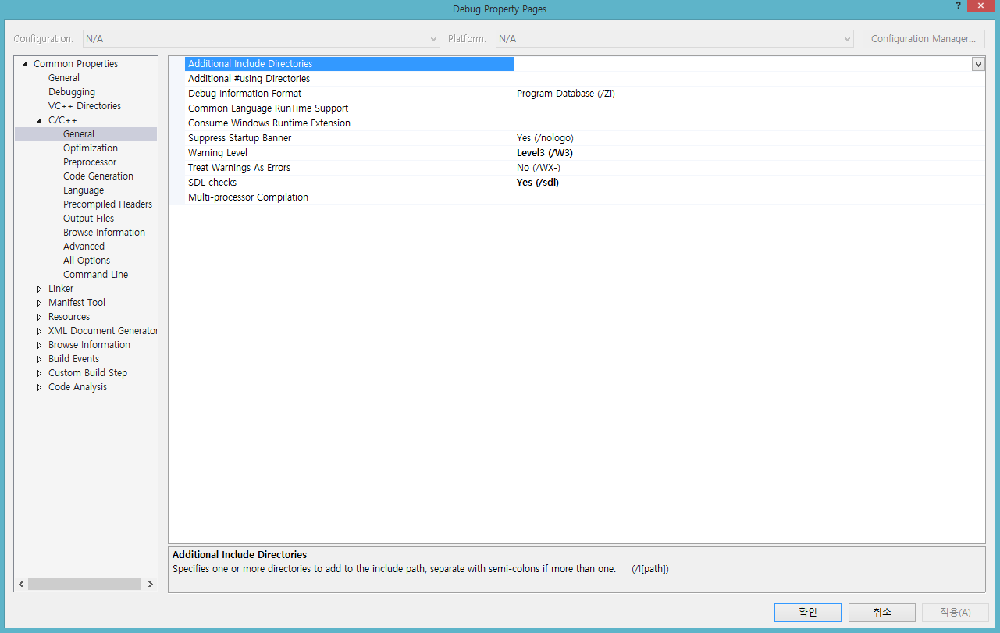 Debug Property Pages
?
Configuration: N/A Platform: N/A Configuration Manager...
Common Properties
General
Debugging
VC++ Directories
C/C++
General
Optimization
Preprocessor
Code Generation
Language
Precompiled Headers
Output Files
Browse Information
Advanced
All Options
Command Line
Linker
Manifest Tool
Resources
XML Document Generator
Browse Information
Build Events
Custom Build Step
Code Analysis
Additional Include Directories
Additional #using Directories
Debug Information Format Program Database (/Zi)
Common Language RunTime Support
Consume Windows Runtime Extension
Suppress Startup Banner Yes (/nologo)
Warning Level Level3 (/W3)
Treat Warnings As Errors No (/WX-)
SDL checks Yes (/sdl)
Multi-processor Compilation
Additional Include Directories
Specifies one or more directories to add to the include path; separate with semi-colons if more than one. (/I[path])
확인 취소 적용(A)